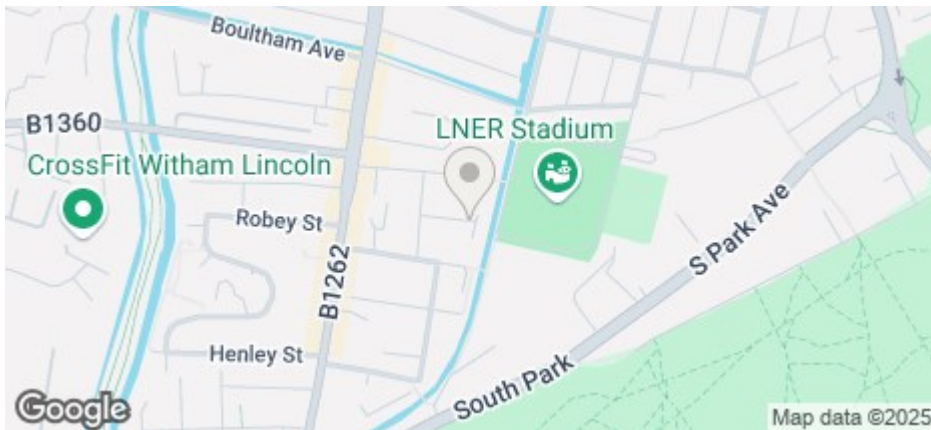 Boultham Ave
B1360
LNER Stadium
CrossFit Witham Lincoln
Robey St
S Park Ave
B1262
Henley St
South Park
Google
Map data ©2025